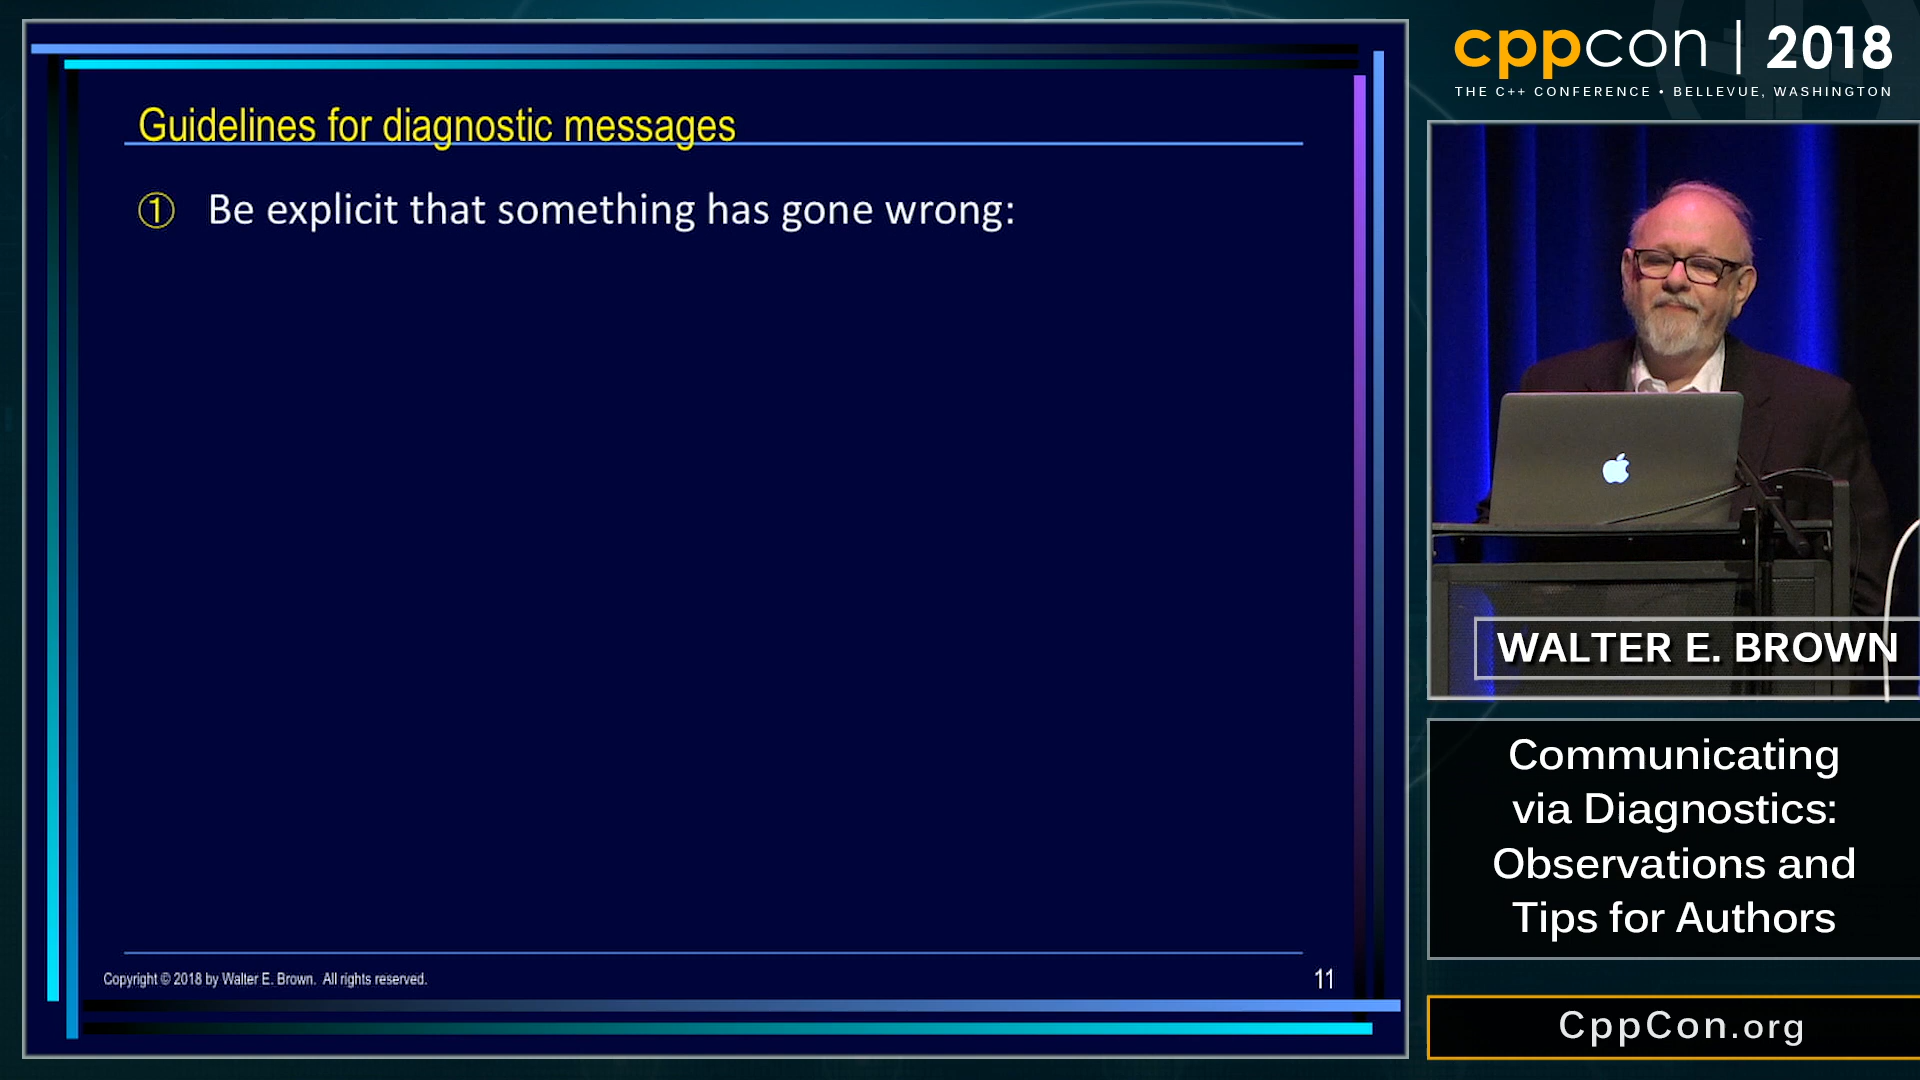 Guidelines for diagnostic messages
① Be explicit that something has gone wrong:
Copyright © 2018 by Walter E. Brown. All rights reserved.
11
cppcon | 2018
THE C++ CONFERENCE • BELLEVUE, WASHINGTON
WALTER E. BROWN
Communicating
via Diagnostics:
Observations and
Tips for Authors
CppCon.org